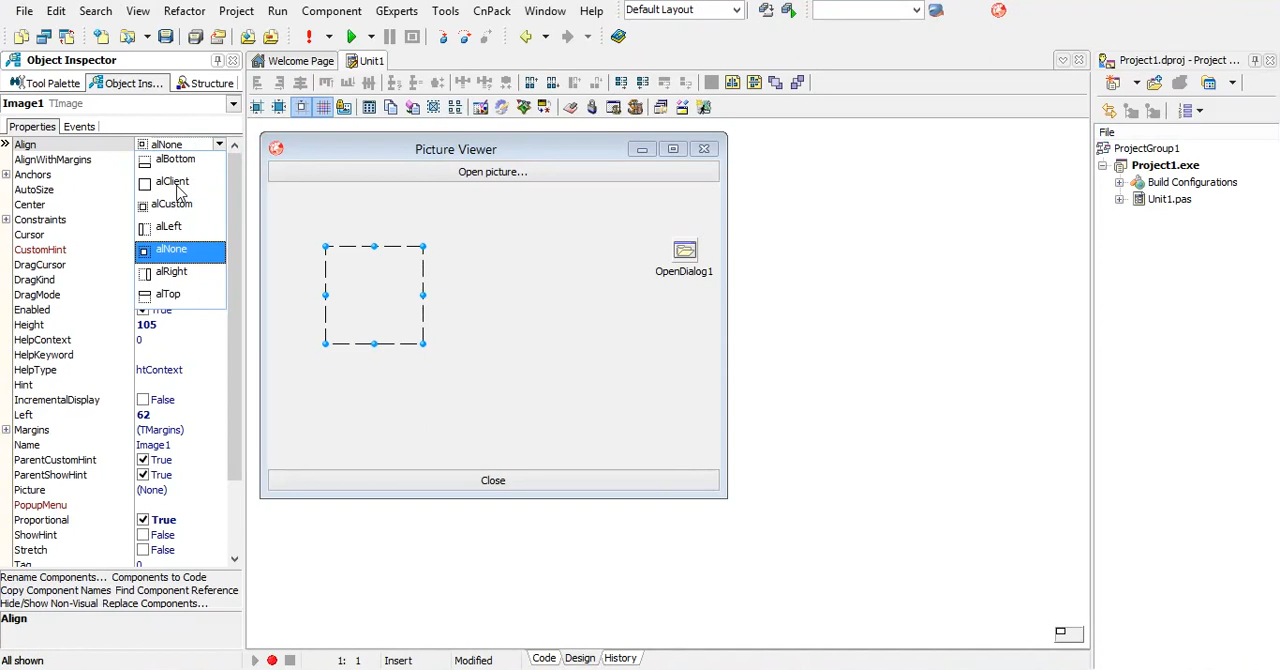 File Edit Search View Refactor Project Run Component GExperts Tools CnPack Window Help Default Layout
Object Inspector
Welcome Page Unit1
Project1.dproj - Project ...
Tool Palette Object Ins... Structure
Image1 TImage
Properties Events
Align alNone
AlignWithMargins alBottom
Anchors
AutoSize alClient
Center alCustom
Constraints
Cursor alLeft
CustomHint alNone
DragCursor
DragKind alRight
DragMode alTop
Enabled True
Height 105
HelpContext 0
HelpKeyword
HelpType htContext
Hint
IncrementalDisplay False
Left 62
Margins (TMargins)
Name Image1
ParentCustomHint True
ParentShowHint True
Picture (None)
PopupMenu
Proportional True
ShowHint False
Stretch False
Tag 0
Rename Components... Components to Code
Copy Component Names Find Component Reference
Hide/Show Non-Visual Replace Components...
Align
All shown
Picture Viewer
Open picture...
OpenDialog1
Close
1: 1 Insert Modified Code Design History
File
ProjectGroup1
Project1.exe
Build Configurations
Unit1.pas